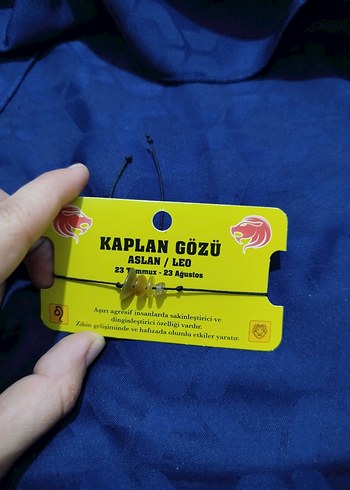 KAPLAN GÖZÜ
ASLAN / LEO
23 Temmuz - 23 Ağustos
Aşırı agresif insanlarda sakinleştirici ve
dinginleştirici özelliği vardır.
Zihin gelişiminde ve hafızada olumlu etkiler yaratır.